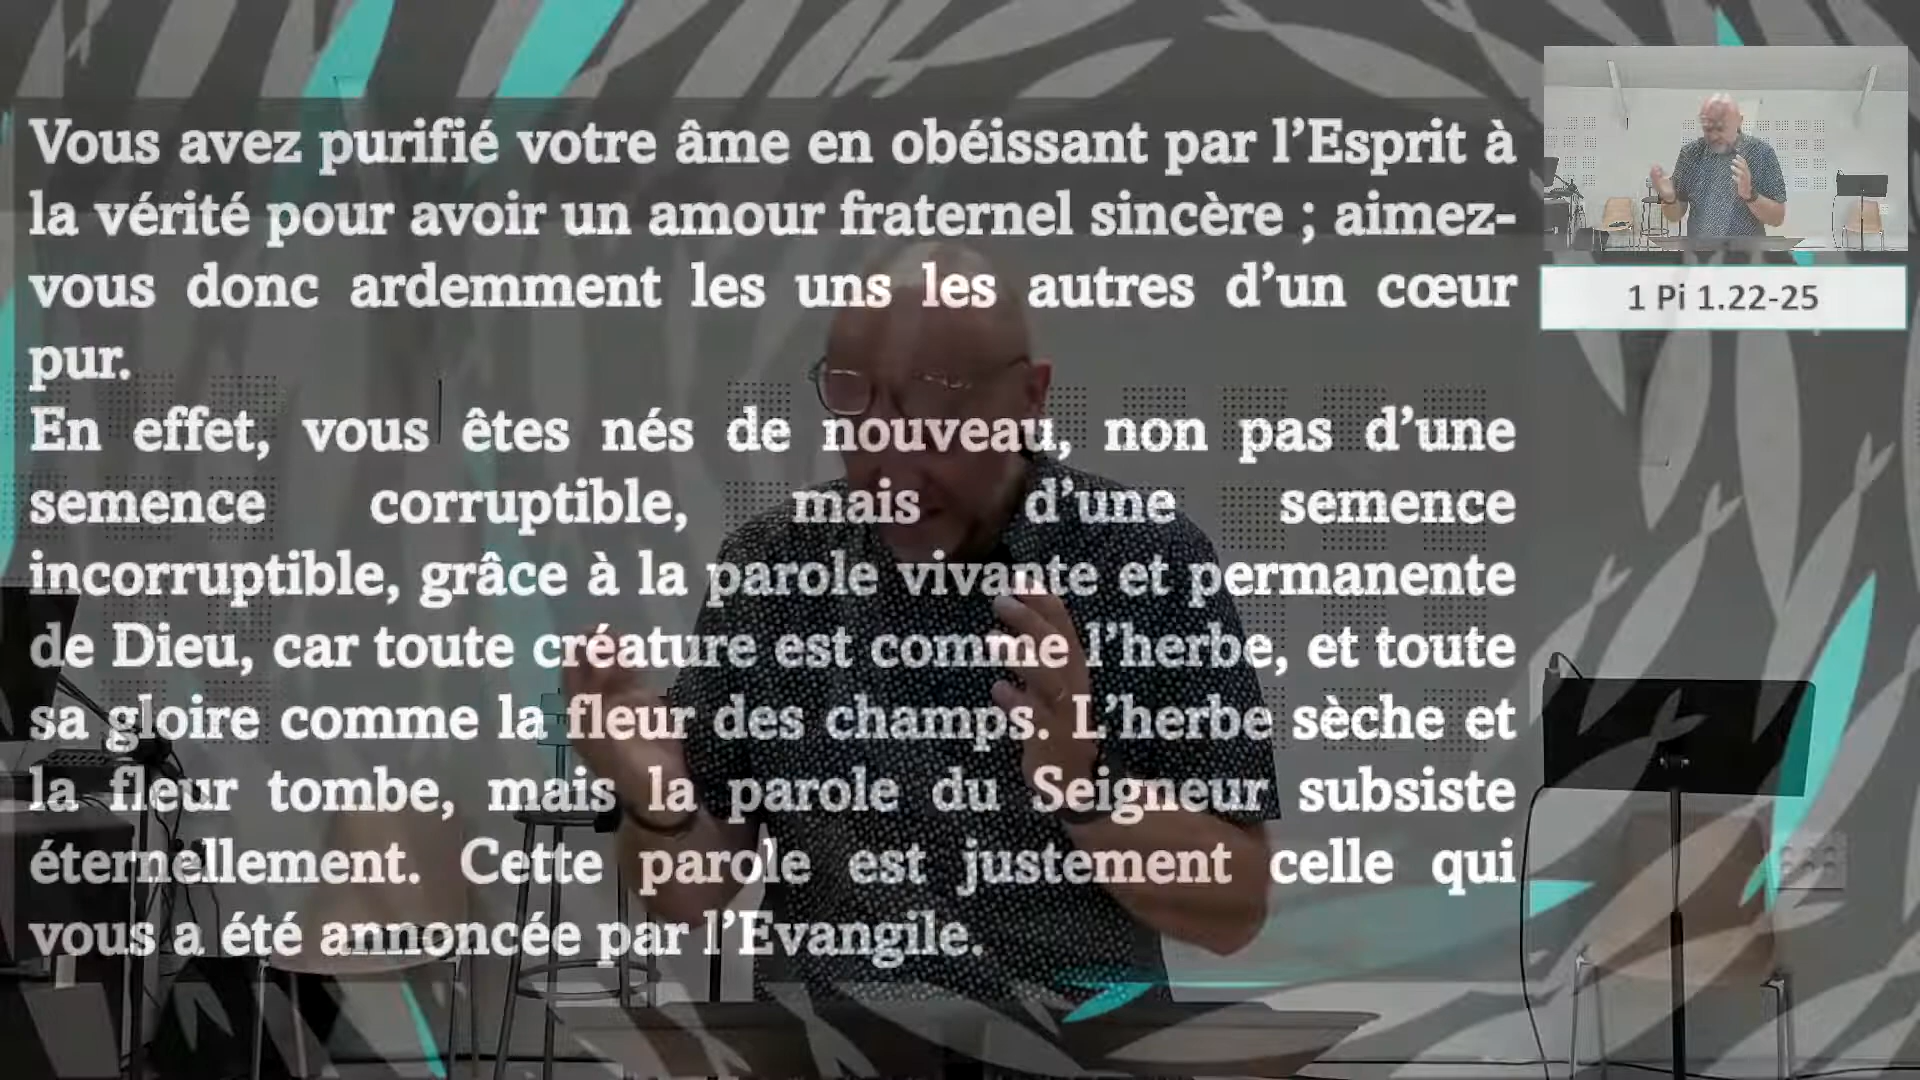 Vous avez purifié votre âme en obéissant par l’Esprit à
la vérité pour avoir un amour fraternel sincère ; aimez-
vous donc ardemment les uns les autres d’un cœur
pur.
En effet, vous êtes nés de nouveau, non pas d’une
semence corruptible, mais d’une semence
incorruptible, grâce à la parole vivante et permanente
de Dieu, car toute créature est comme l’herbe, et toute
sa gloire comme la fleur des champs. L’herbe sèche et
la fleur tombe, mais la parole du Seigneur subsiste
éternellement. Cette parole est justement celle qui
vous a été annoncée par l’Evangile.
1 Pi 1.22-25